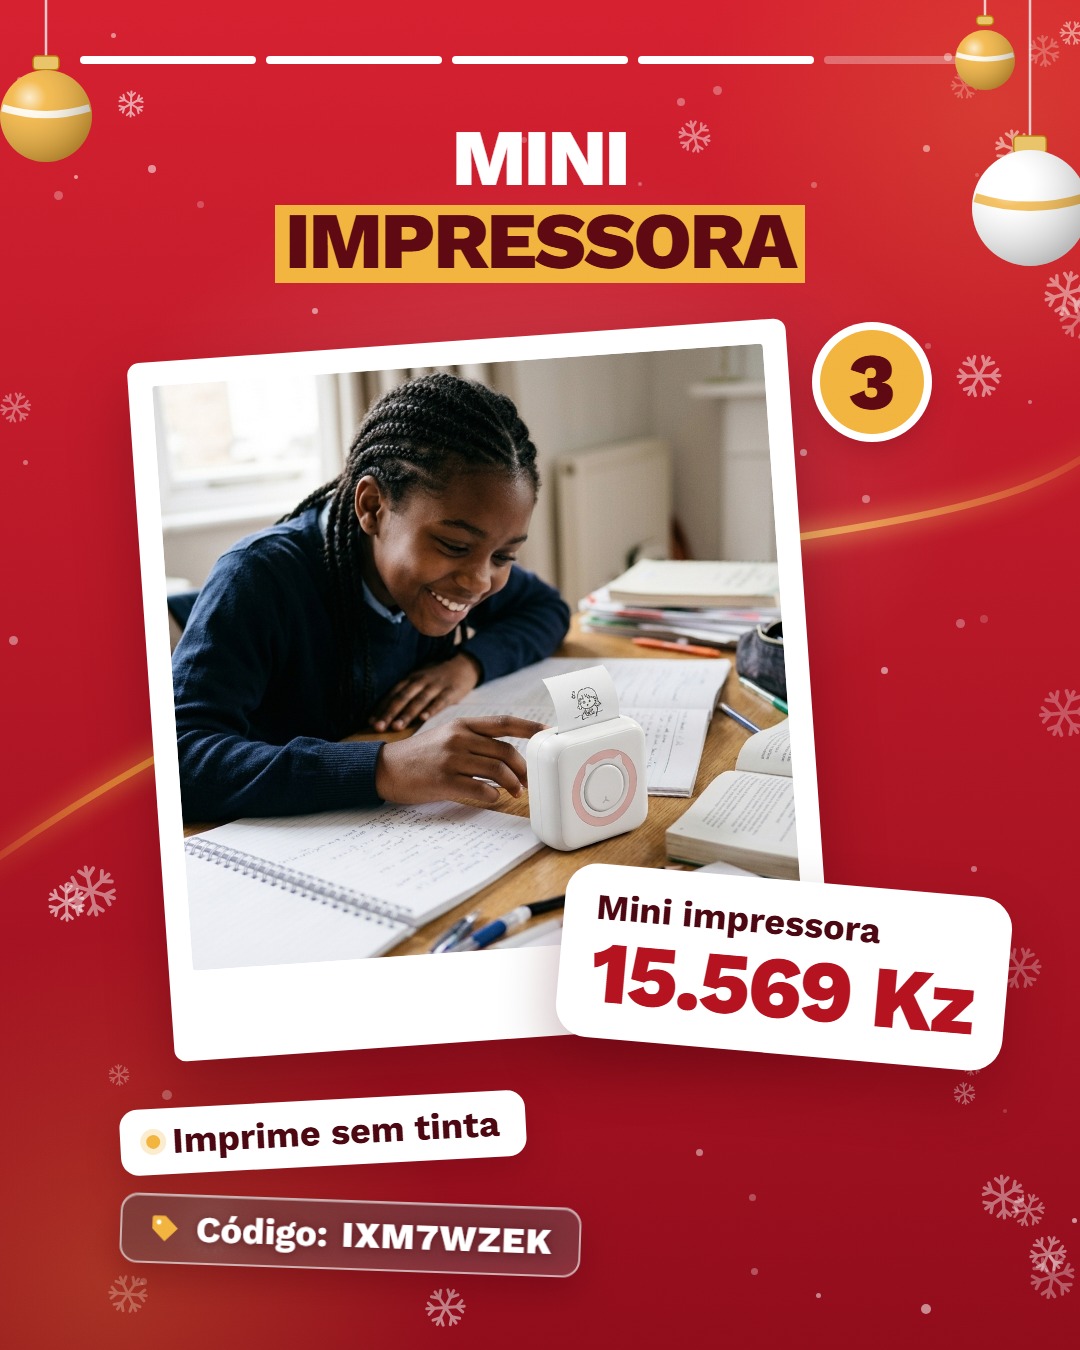 MINI
IMPRESSORA
3
Mini impressora
15.569 Kz
Imprime sem tinta
Código: IXM7WZEK